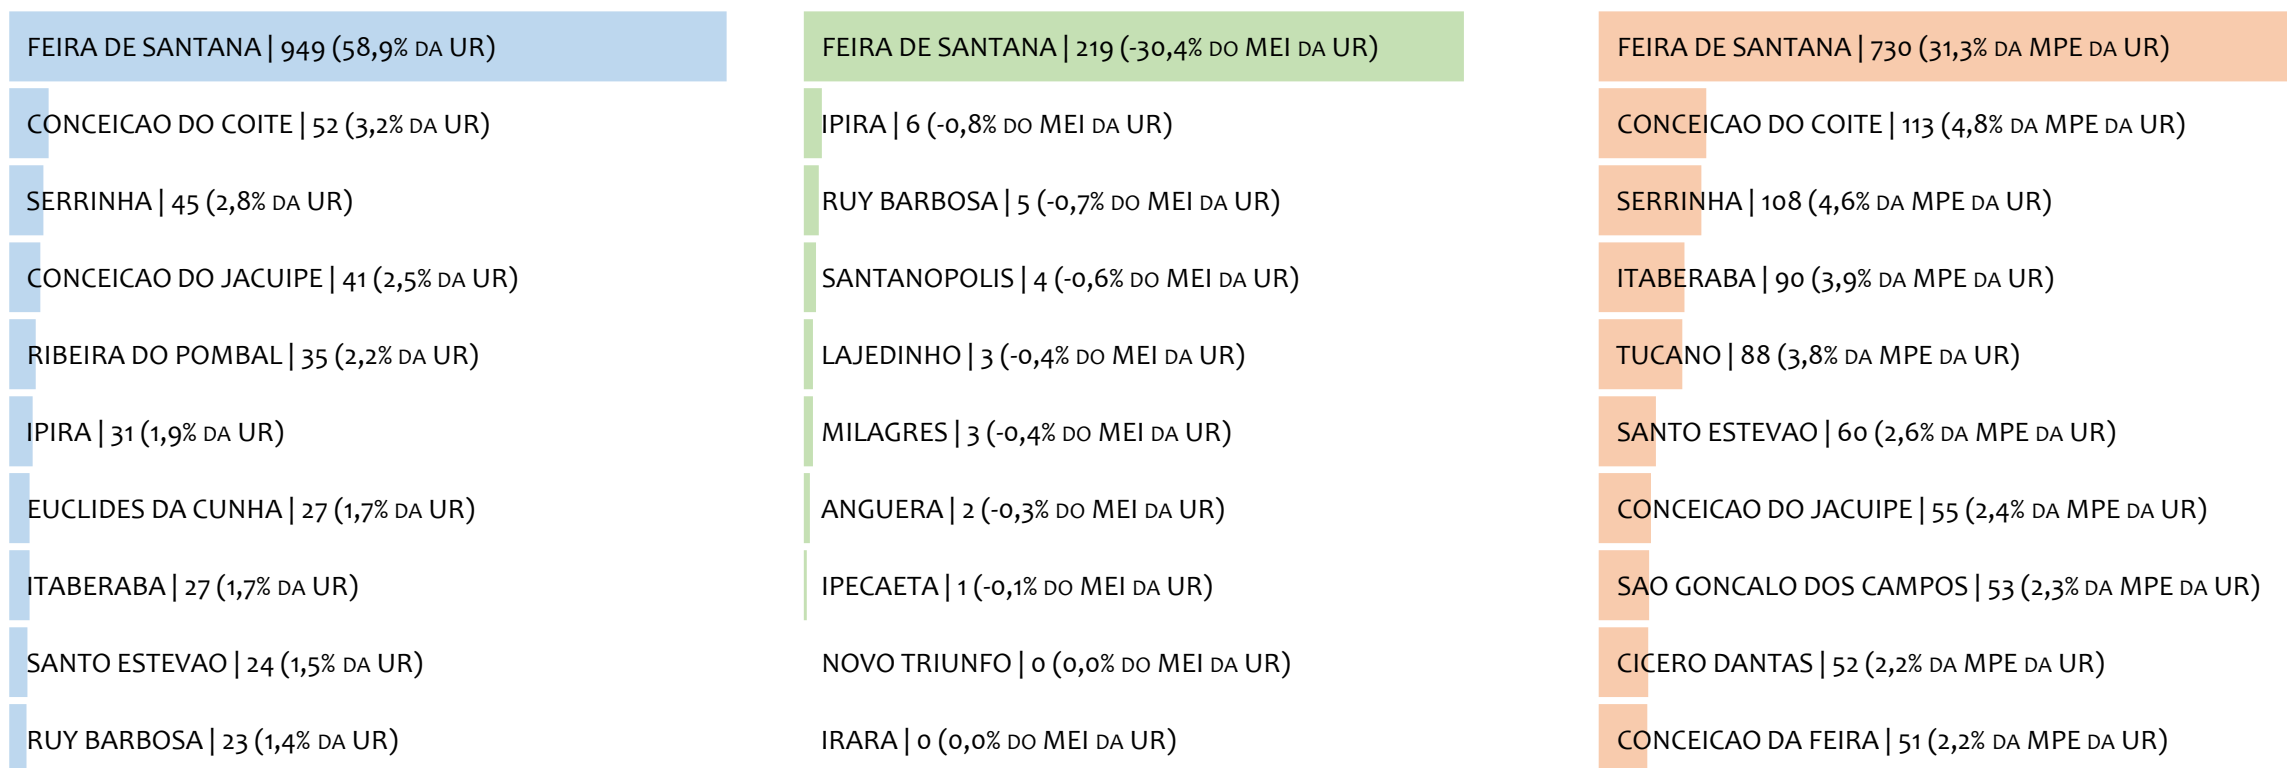 FEIRA DE SANTANA | 949 (58,9% DA UR)
CONCEICAO DO COITE | 52 (3,2% DA UR)
SERRINHA | 45 (2,8% DA UR)
CONCEICAO DO JACUIPE | 41 (2,5% DA UR)
RIBEIRA DO POMBAL | 35 (2,2% DA UR)
IPIRA | 31 (1,9% DA UR)
EUCLIDES DA CUNHA | 27 (1,7% DA UR)
ITABERABA | 27 (1,7% DA UR)
SANTO ESTEVAO | 24 (1,5% DA UR)
RUY BARBOSA | 23 (1,4% DA UR)
FEIRA DE SANTANA | 219 (-30,4% DO MEI DA UR)
IPIRA | 6 (-0,8% DO MEI DA UR)
RUY BARBOSA | 5 (-0,7% DO MEI DA UR)
SANTANOPOLIS | 4 (-0,6% DO MEI DA UR)
LAJEDINHO | 3 (-0,4% DO MEI DA UR)
MILAGRES | 3 (-0,4% DO MEI DA UR)
ANGUERA | 2 (-0,3% DO MEI DA UR)
IPECAETA | 1 (-0,1% DO MEI DA UR)
NOVO TRIUNFO | 0 (0,0% DO MEI DA UR)
IRARA | 0 (0,0% DO MEI DA UR)
FEIRA DE SANTANA | 730 (31,3% DA MPE DA UR)
CONCEICAO DO COITE | 113 (4,8% DA MPE DA UR)
SERRINHA | 108 (4,6% DA MPE DA UR)
ITABERABA | 90 (3,9% DA MPE DA UR)
TUCANO | 88 (3,8% DA MPE DA UR)
SANTO ESTEVAO | 60 (2,6% DA MPE DA UR)
CONCEICAO DO JACUIPE | 55 (2,4% DA MPE DA UR)
SAO GONCALO DOS CAMPOS | 53 (2,3% DA MPE DA UR)
CICERO DANTAS | 52 (2,2% DA MPE DA UR)
CONCEICAO DA FEIRA | 51 (2,2% DA MPE DA UR)